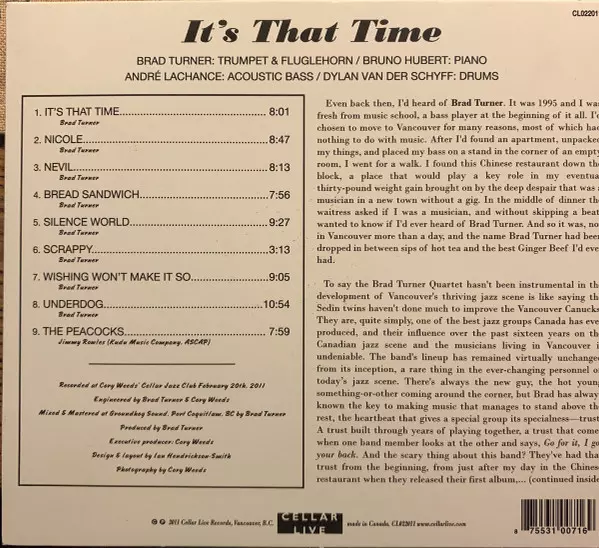 It's That Time
CL02201
BRAD TURNER: TRUMPET & FLUGLEHORN / BRUNO HUBERT: PIANO
ANDRÉ LACHANCE: ACOUSTIC BASS / DYLAN VAN DER SCHYFF: DRUMS
1. IT'S THAT TIME 8:01
Brad Turner
2. NICOLE 8:47
Brad Turner
3. NEVIL 8:13
Brad Turner
4. BREAD SANDWICH 7:56
Brad Turner
5. SILENCE WORLD 9:27
Brad Turner
6. SCRAPPY 3:13
Brad Turner
7. WISHING WON'T MAKE IT SO 9:05
Brad Turner
8. UNDERDOG 10:54
Brad Turner
9. THE PEACOCKS 7:59
Jimmy Rowles (Kudu Music Company, ASCAP)
Recorded at Cory Weeds' Cellar Jazz Club February 20th, 2011
Engineered by Brad Turner & Cory Weeds
Mixed & Mastered at Groundhog Sound, Port Coquitlam, BC by Brad Turner
Produced by Brad Turner
Executive producer: Cory Weeds
Design & layout by Ian Hendrickson-Smith
Photography by Cory Weeds
Even back then, I'd heard of Brad Turner. It was 1995 and I was
fresh from music school, a bass player at the beginning of it all. I'd
chosen to move to Vancouver for many reasons, most of which had
nothing to do with music. After I'd found an apartment, unpacked
my things, and placed my bass on a stand in the corner of an empty
room, I went for a walk. I found this Chinese restaurant down the
block, a place that would play a key role in my eventual
thirty-pound weight gain brought on by the deep despair that was a
musician in a new town without a gig. In the middle of dinner the
waitress asked if I was a musician, and without skipping a beat,
wanted to know if I'd ever heard of Brad Turner. And so it was, not
in Vancouver more than a day, and the name Brad Turner had been
dropped in between sips of hot tea and the best Ginger Beef I'd ever
had.
To say the Brad Turner Quartet hasn't been instrumental in the
development of Vancouver's thriving jazz scene is like saying the
Sedin twins haven't done much to improve the Vancouver Canucks.
They are, quite simply, one of the best jazz groups Canada has ever
produced, and their influence over the past sixteen years on the
Canadian jazz scene and the musicians living in Vancouver is
undeniable. The band's lineup has remained virtually unchanged
from its inception, a rare thing in the ever-changing personnel of
today's jazz scene. There's always the new guy, the hot young
something-or-other coming around the corner, but Brad has always
known the key to making music that manages to stand above the
rest, the heartbeat that gives a special group its specialness—trust.
A trust built through years of playing together, a trust that comes
when one band member looks at the other and says, Go for it, I got
your back. And the scary thing about this band? They've had that
trust from the beginning, from just after my day in the Chinese
restaurant when they released their first album,... (continued inside)
© ℗ 2011 Cellar Live Records, Vancouver, B.C.
CELLAR
LIVE
made in Canada, CL022011 www.cellarlive.com
8 75531 00716